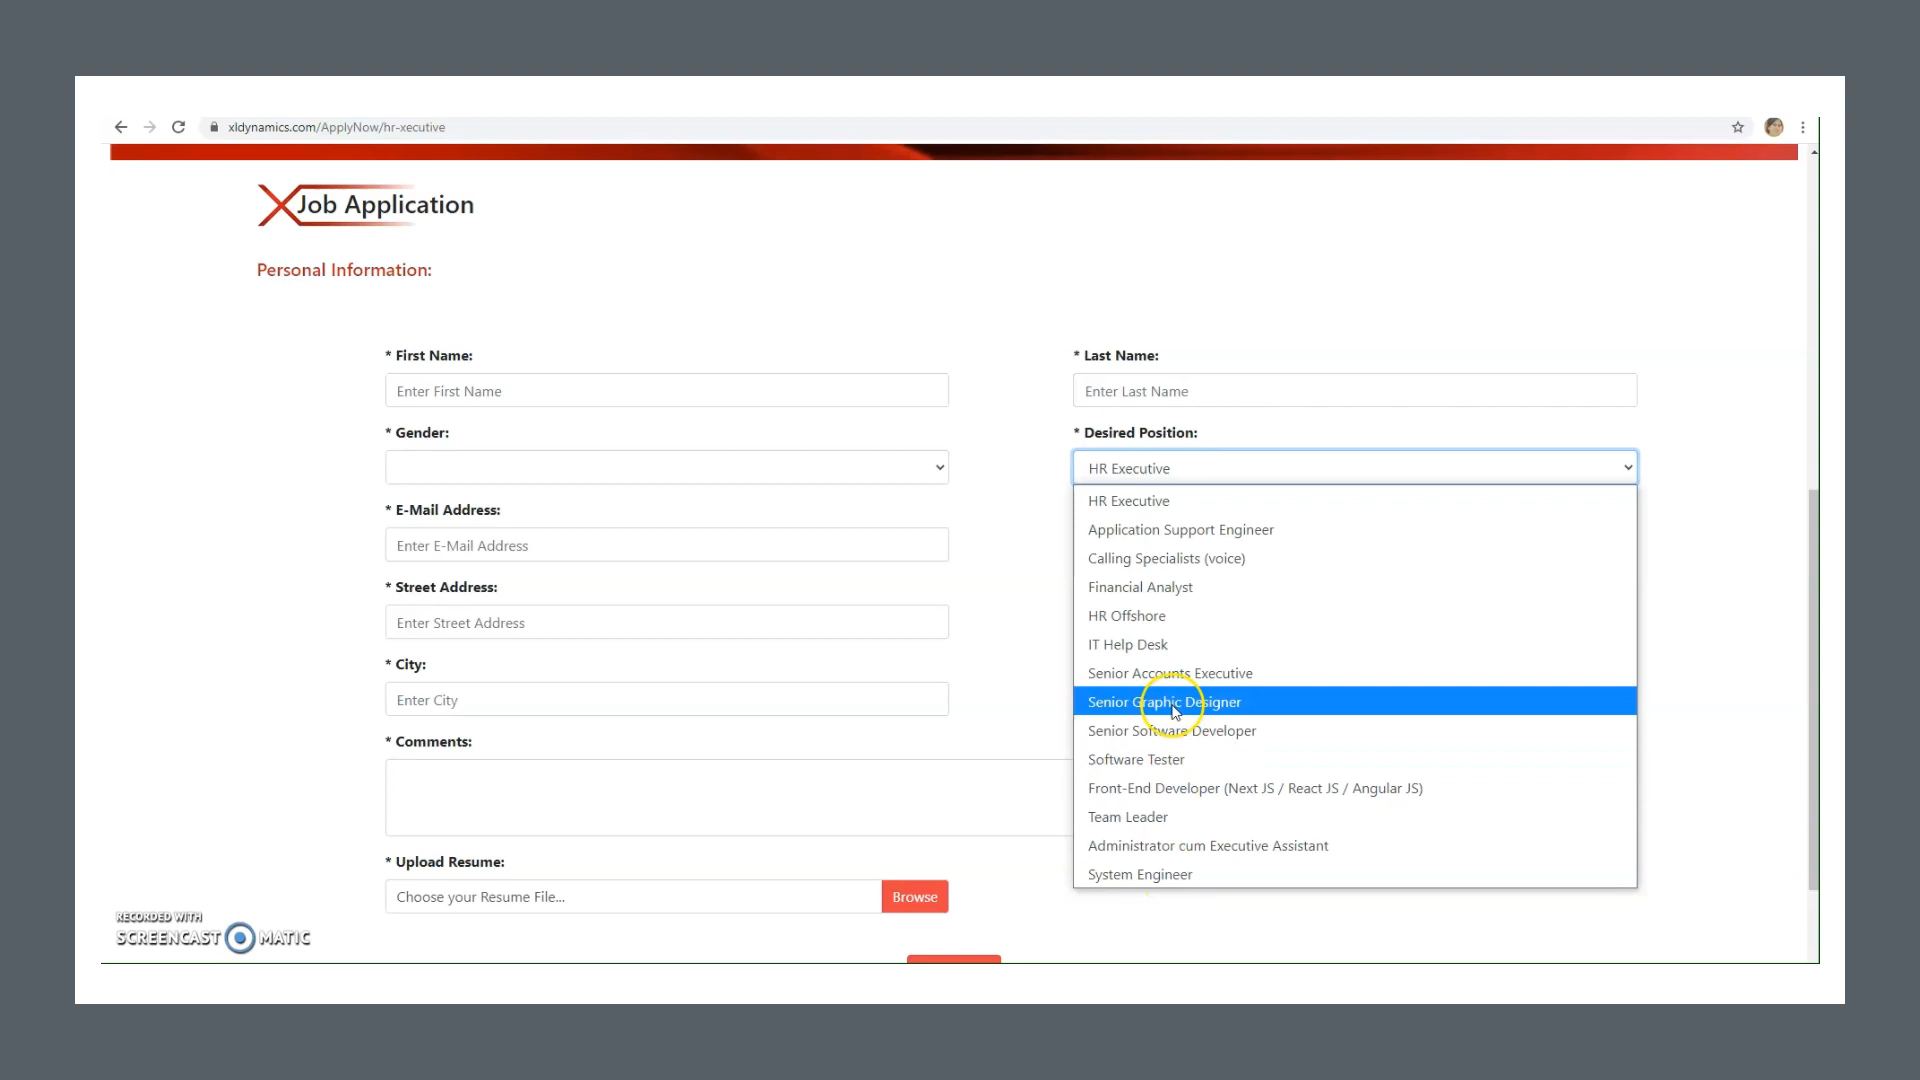 xldynamics.com/ApplyNow/hr-xecutive
Job Application
Personal Information:
* First Name:
Enter First Name
* Last Name:
Enter Last Name
* Gender:
* Desired Position:
HR Executive
HR Executive
Application Support Engineer
Calling Specialists (voice)
Financial Analyst
HR Offshore
IT Help Desk
Senior Accounts Executive
Senior Graphic Designer
Senior Software Developer
Software Tester
Front-End Developer (Next JS / React JS / Angular JS)
Team Leader
Administrator cum Executive Assistant
System Engineer
* E-Mail Address:
Enter E-Mail Address
* Street Address:
Enter Street Address
* City:
Enter City
* Comments:
* Upload Resume:
Choose your Resume File...
Browse
RECORDED WITH
SCREENCAST MATIC